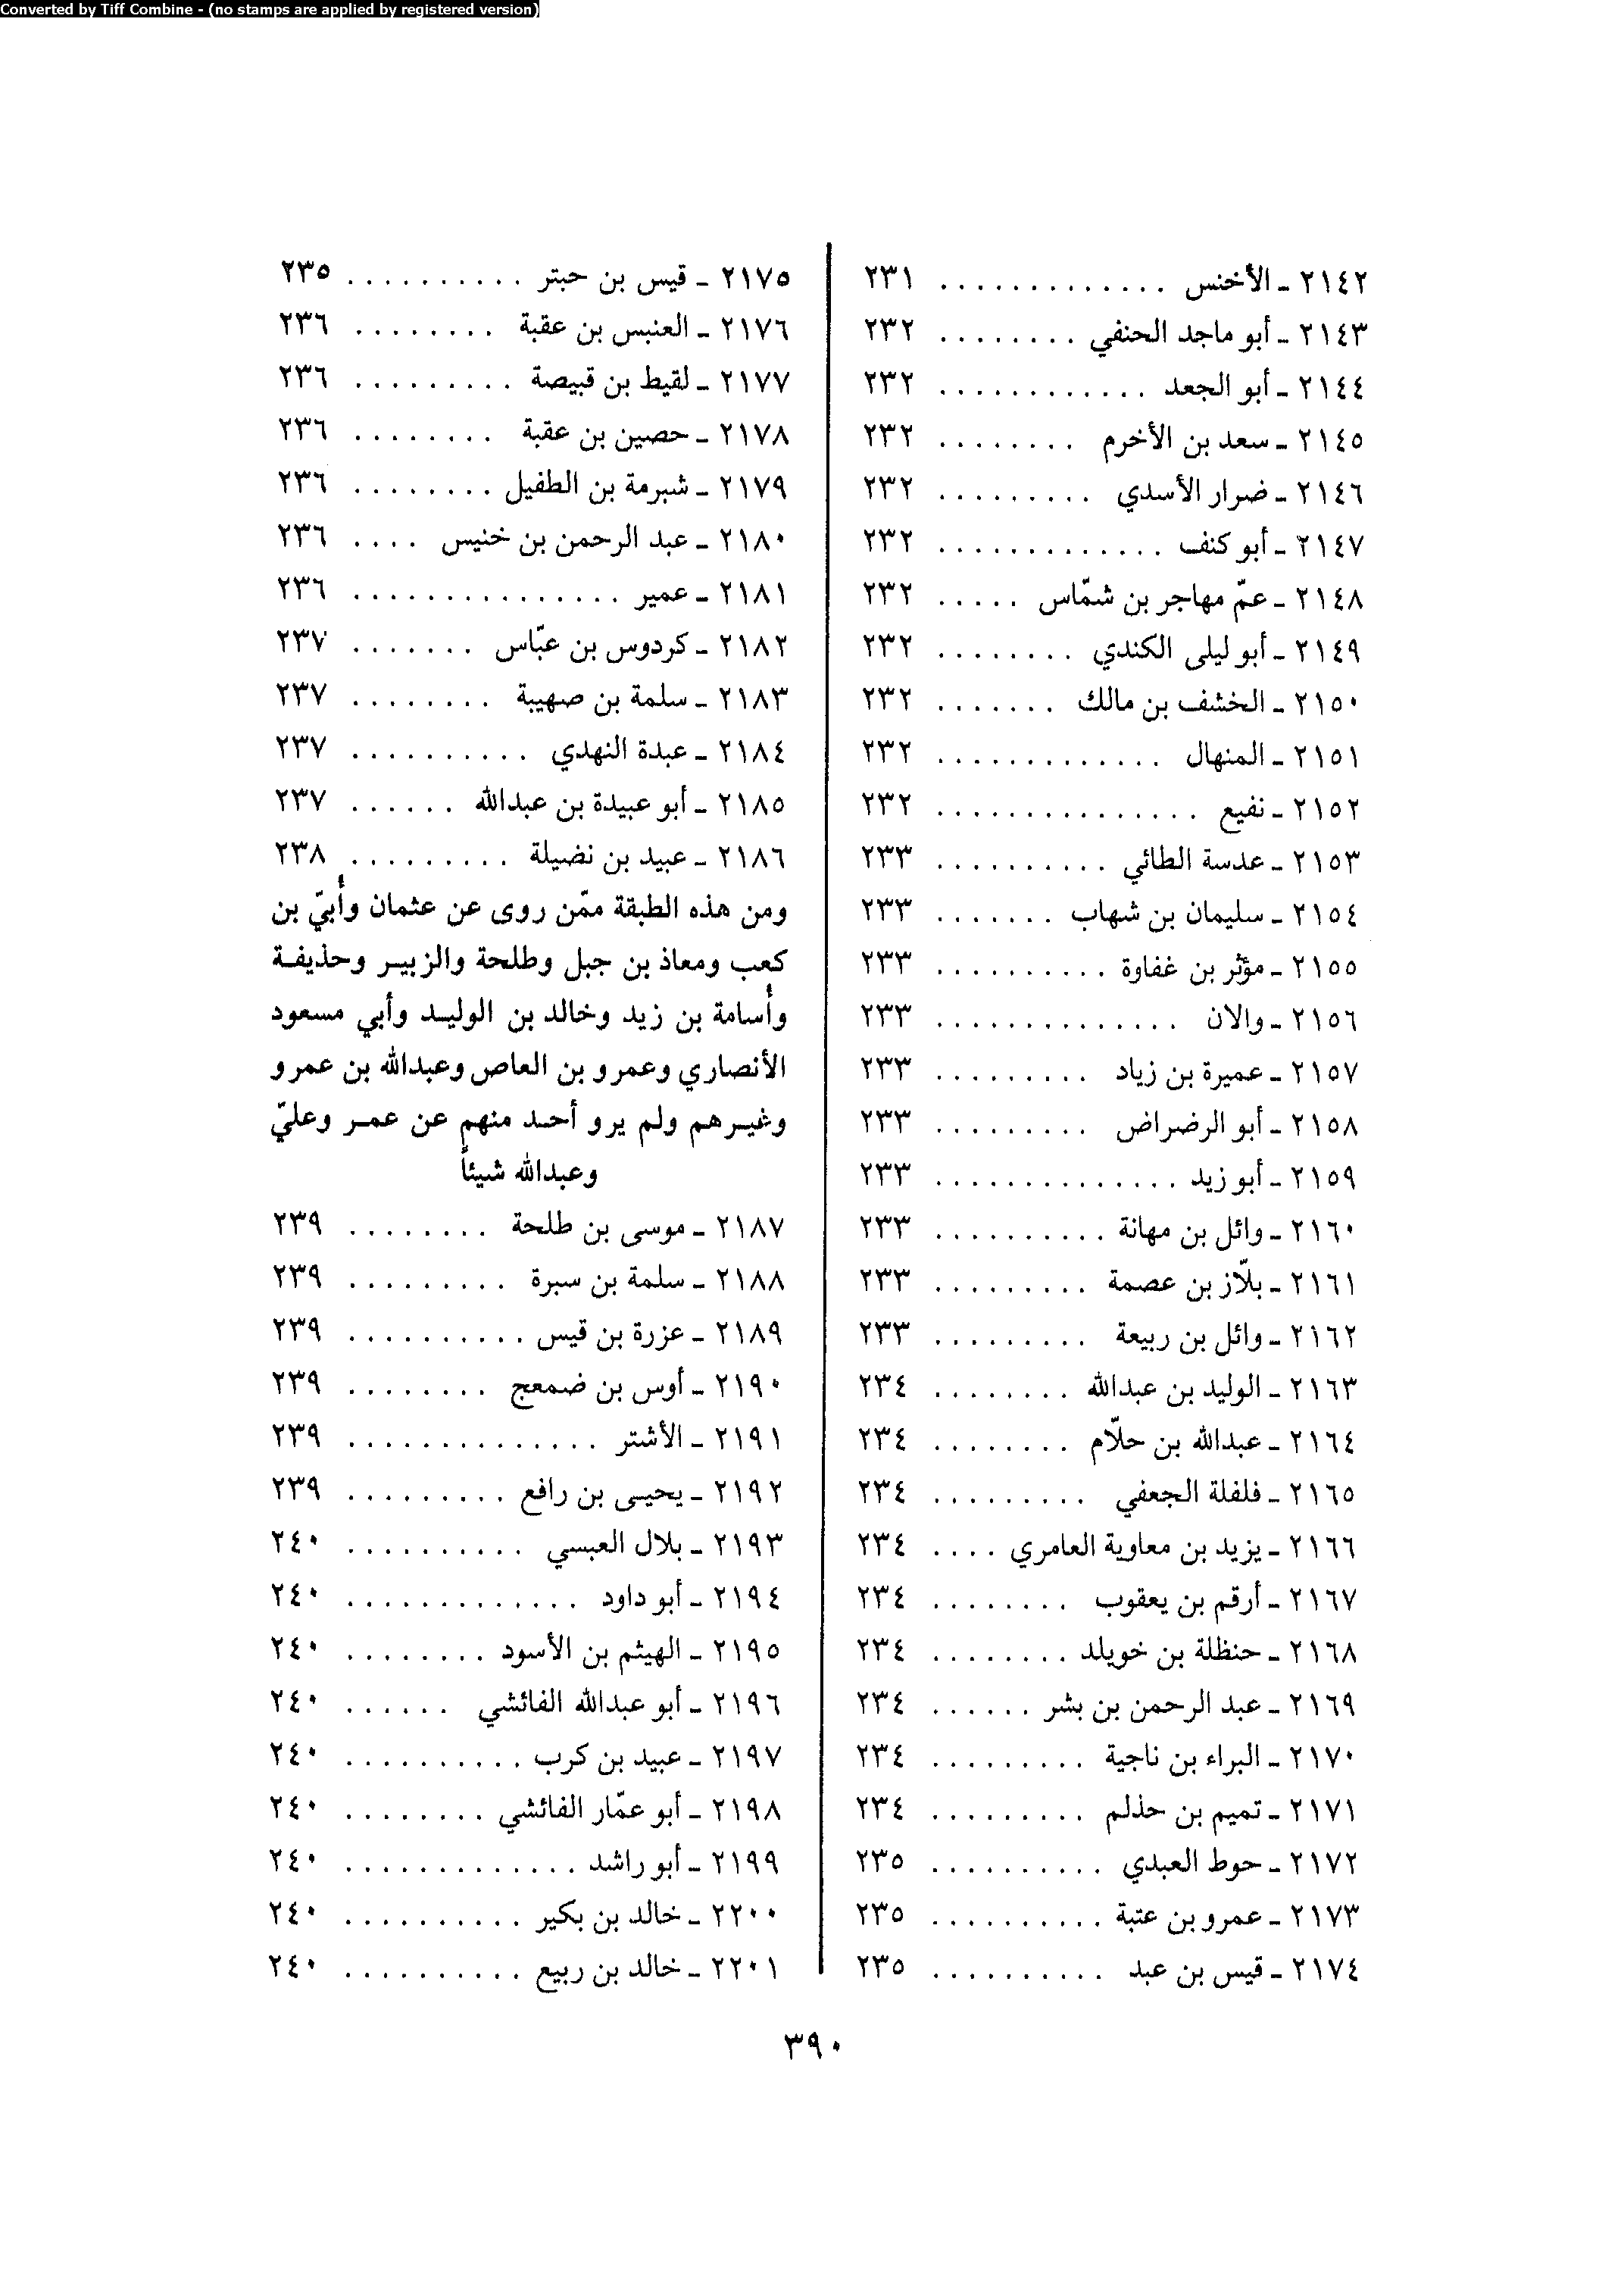 Converted by Tiff Combine - (no stamps are applied by registered version)
٢١٤٢ - الأخنس . . . . . . . . . . . . . ٢٣١
٢١٤٣ - أبو ماجد الحنفي . . . . . . . . ٢٣٢
٢١٤٤ - أبو الجعد . . . . . . . . . . . . ٢٣٢
٢١٤٥ - سعد بن الأخرم . . . . . . . . ٢٣٢
٢١٤٦ - ضرار الأسدي . . . . . . . . . ٢٣٢
٢١٤٧ - أبو كنف . . . . . . . . . . . . . ٢٣٢
٢١٤٨ - عمّ مهاجر بن شمّاس . . . . . ٢٣٢
٢١٤٩ - أبو ليلى الكندي . . . . . . . . ٢٣٢
٢١٥٠ - الخشف بن مالك . . . . . . . ٢٣٢
٢١٥١ - المنهال . . . . . . . . . . . . . ٢٣٢
٢١٥٢ - نفيع . . . . . . . . . . . . . . . ٢٣٢
٢١٥٣ - عدسة الطائي . . . . . . . . . . ٢٣٣
٢١٥٤ - سليمان بن شهاب . . . . . . . ٢٣٣
٢١٥٥ - مؤثر بن غفاوة . . . . . . . . . . ٢٣٣
٢١٥٦ - والان . . . . . . . . . . . . . . ٢٣٣
٢١٥٧ - عميرة بن زياد . . . . . . . . . ٢٣٣
٢١٥٨ - أبو الرضراض . . . . . . . . . ٢٣٣
٢١٥٩ - أبو زيد . . . . . . . . . . . . . . ٢٣٣
٢١٦٠ - وائل بن مهانة . . . . . . . . . . ٢٣٣
٢١٦١ - بلّاز بن عصمة . . . . . . . . . ٢٣٣
٢١٦٢ - وائل بن ربيعة . . . . . . . . . ٢٣٣
٢١٦٣ - الوليد بن عبدالله . . . . . . . . ٢٣٤
٢١٦٤ - عبدالله بن حلّام . . . . . . . . ٢٣٤
٢١٦٥ - فلفلة الجعفي . . . . . . . . . ٢٣٤
٢١٦٦ - يزيد بن معاوية العامري . . . . ٢٣٤
٢١٦٧ - أرقم بن يعقوب . . . . . . . . ٢٣٤
٢١٦٨ - حنظلة بن خويلد . . . . . . . . ٢٣٤
٢١٦٩ - عبد الرحمن بن بشر . . . . . . ٢٣٤
٢١٧٠ - البراء بن ناجية . . . . . . . . . ٢٣٤
٢١٧١ - تميم بن حذلم . . . . . . . . . ٢٣٤
٢١٧٢ - حوط العبدي . . . . . . . . . . ٢٣٥
٢١٧٣ - عمرو بن عتبة . . . . . . . . . . ٢٣٥
٢١٧٤ - قيس بن عبد . . . . . . . . . . ٢٣٥
٢١٧٥ - قيس بن حبتر . . . . . . . . . . ٢٣٥
٢١٧٦ - العنبس بن عقبة . . . . . . . . ٢٣٦
٢١٧٧ - لقيط بن قبيصة . . . . . . . . . ٢٣٦
٢١٧٨ - حصين بن عقبة . . . . . . . . ٢٣٦
٢١٧٩ - شبرمة بن الطفيل . . . . . . . . ٢٣٦
٢١٨٠ - عبد الرحمن بن خنيس . . . . ٢٣٦
٢١٨١ - عمير . . . . . . . . . . . . . . . ٢٣٦
٢١٨٢ - كردوس بن عبّاس . . . . . . . ٢٣٧
٢١٨٣ - سلمة بن صهيبة . . . . . . . . ٢٣٧
٢١٨٤ - عبدة النهدي . . . . . . . . . . ٢٣٧
٢١٨٥ - أبو عبيدة بن عبدالله . . . . . . ٢٣٧
٢١٨٦ - عبيد بن نضيلة . . . . . . . . . ٢٣٨
ومن هذه الطبقة ممّن روى عن عثمان وأُبيّ بن
كعب ومعاذ بن جبل وطلحة والزبير وحذيفة
وأُسامة بن زيد وخالد بن الوليد وأبي مسعود
الأنصاري وعمرو بن العاص وعبدالله بن عمرو
وغيرهم ولم يرو أحد منهم عن عمر وعليّ
وعبدالله شيئاً
٢١٨٧ - موسى بن طلحة . . . . . . . . ٢٣٩
٢١٨٨ - سلمة بن سبرة . . . . . . . . . ٢٣٩
٢١٨٩ - عزرة بن قيس . . . . . . . . . . ٢٣٩
٢١٩٠ - أوس بن ضمعج . . . . . . . . ٢٣٩
٢١٩١ - الأشتر . . . . . . . . . . . . . . ٢٣٩
٢١٩٢ - يحيى بن رافع . . . . . . . . . ٢٣٩
٢١٩٣ - بلال العبسي . . . . . . . . . . ٢٤٠
٢١٩٤ - أبو داود . . . . . . . . . . . . . ٢٤٠
٢١٩٥ - الهيثم بن الأسود . . . . . . . . ٢٤٠
٢١٩٦ - أبو عبدالله الفائشي . . . . . . ٢٤٠
٢١٩٧ - عبيد بن كرب . . . . . . . . . . ٢٤٠
٢١٩٨ - أبو عمّار الفائشي . . . . . . . . ٢٤٠
٢١٩٩ - أبو راشد . . . . . . . . . . . . . ٢٤٠
٢٢٠٠ - خالد بن بكير . . . . . . . . . . ٢٤٠
٢٢٠١ - خالد بن ربيع . . . . . . . . . . ٢٤٠
٣٩٠